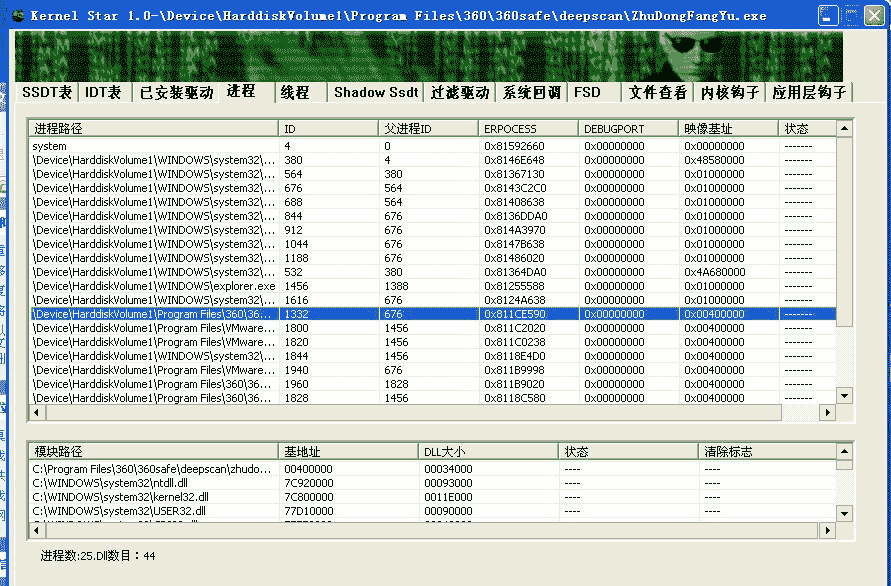 Kernel Star 1.0-\Device\HarddiskVolume1\Program Files\360\360safe\deepscan\ZhuDongFangYu.exe
SSDT表 IDT表 已安装驱动 进程 线程 Shadow Ssdt 过滤驱动 系统回调 FSD 文件查看 内核钩子 应用层钩子
进程路径 ID 父进程ID ERPOCESS DEBUGPORT 映像基址 状态
system 4 0 0x81592660 0x00000000 0x00000000 -------
\Device\HarddiskVolume1\WINDOWS\system32\... 380 4 0x8146E648 0x00000000 0x48580000 -------
\Device\HarddiskVolume1\WINDOWS\system32\... 564 380 0x81367130 0x00000000 0x01000000 -------
\Device\HarddiskVolume1\WINDOWS\system32\... 676 564 0x8143C2C0 0x00000000 0x01000000 -------
\Device\HarddiskVolume1\WINDOWS\system32\... 688 564 0x81408638 0x00000000 0x01000000 -------
\Device\HarddiskVolume1\WINDOWS\system32\... 844 676 0x8136DDA0 0x00000000 0x01000000 -------
\Device\HarddiskVolume1\WINDOWS\system32\... 912 676 0x814A3970 0x00000000 0x01000000 -------
\Device\HarddiskVolume1\WINDOWS\system32\... 1044 676 0x8147B638 0x00000000 0x01000000 -------
\Device\HarddiskVolume1\WINDOWS\system32\... 1188 676 0x81486020 0x00000000 0x01000000 -------
\Device\HarddiskVolume1\WINDOWS\system32\... 532 380 0x81364DA0 0x00000000 0x4A680000 -------
\Device\HarddiskVolume1\WINDOWS\explorer.exe 1456 1388 0x81255588 0x00000000 0x01000000 -------
\Device\HarddiskVolume1\WINDOWS\system32\... 1616 676 0x8124A638 0x00000000 0x01000000 -------
\Device\HarddiskVolume1\Program Files\360\36... 1332 676 0x811CE590 0x00000000 0x00400000 -------
\Device\HarddiskVolume1\Program Files\VMware... 1800 1456 0x811C2020 0x00000000 0x00400000 -------
\Device\HarddiskVolume1\Program Files\VMware... 1820 1456 0x811C0238 0x00000000 0x00400000 -------
\Device\HarddiskVolume1\WINDOWS\system32\... 1844 1456 0x8118E4D0 0x00000000 0x00400000 -------
\Device\HarddiskVolume1\Program Files\VMware... 1940 676 0x811B9998 0x00000000 0x00400000 -------
\Device\HarddiskVolume1\Program Files\360\36... 1960 1828 0x811B9020 0x00000000 0x00400000 -------
\Device\HarddiskVolume1\Program Files\360\36... 1828 1456 0x8118C580 0x00000000 0x00400000 -------
模块路径 基地址 DLL大小 状态 清除标志
C:\Program Files\360\360safe\deepscan\zhudo... 00400000 00034000 ---- ----
C:\WINDOWS\system32\ntdll.dll 7C920000 00093000 ---- ----
C:\WINDOWS\system32\kernel32.dll 7C800000 0011E000 ---- ----
C:\WINDOWS\system32\USER32.dll 77D10000 00090000 ---- ----
进程数:25.Dll数目：44